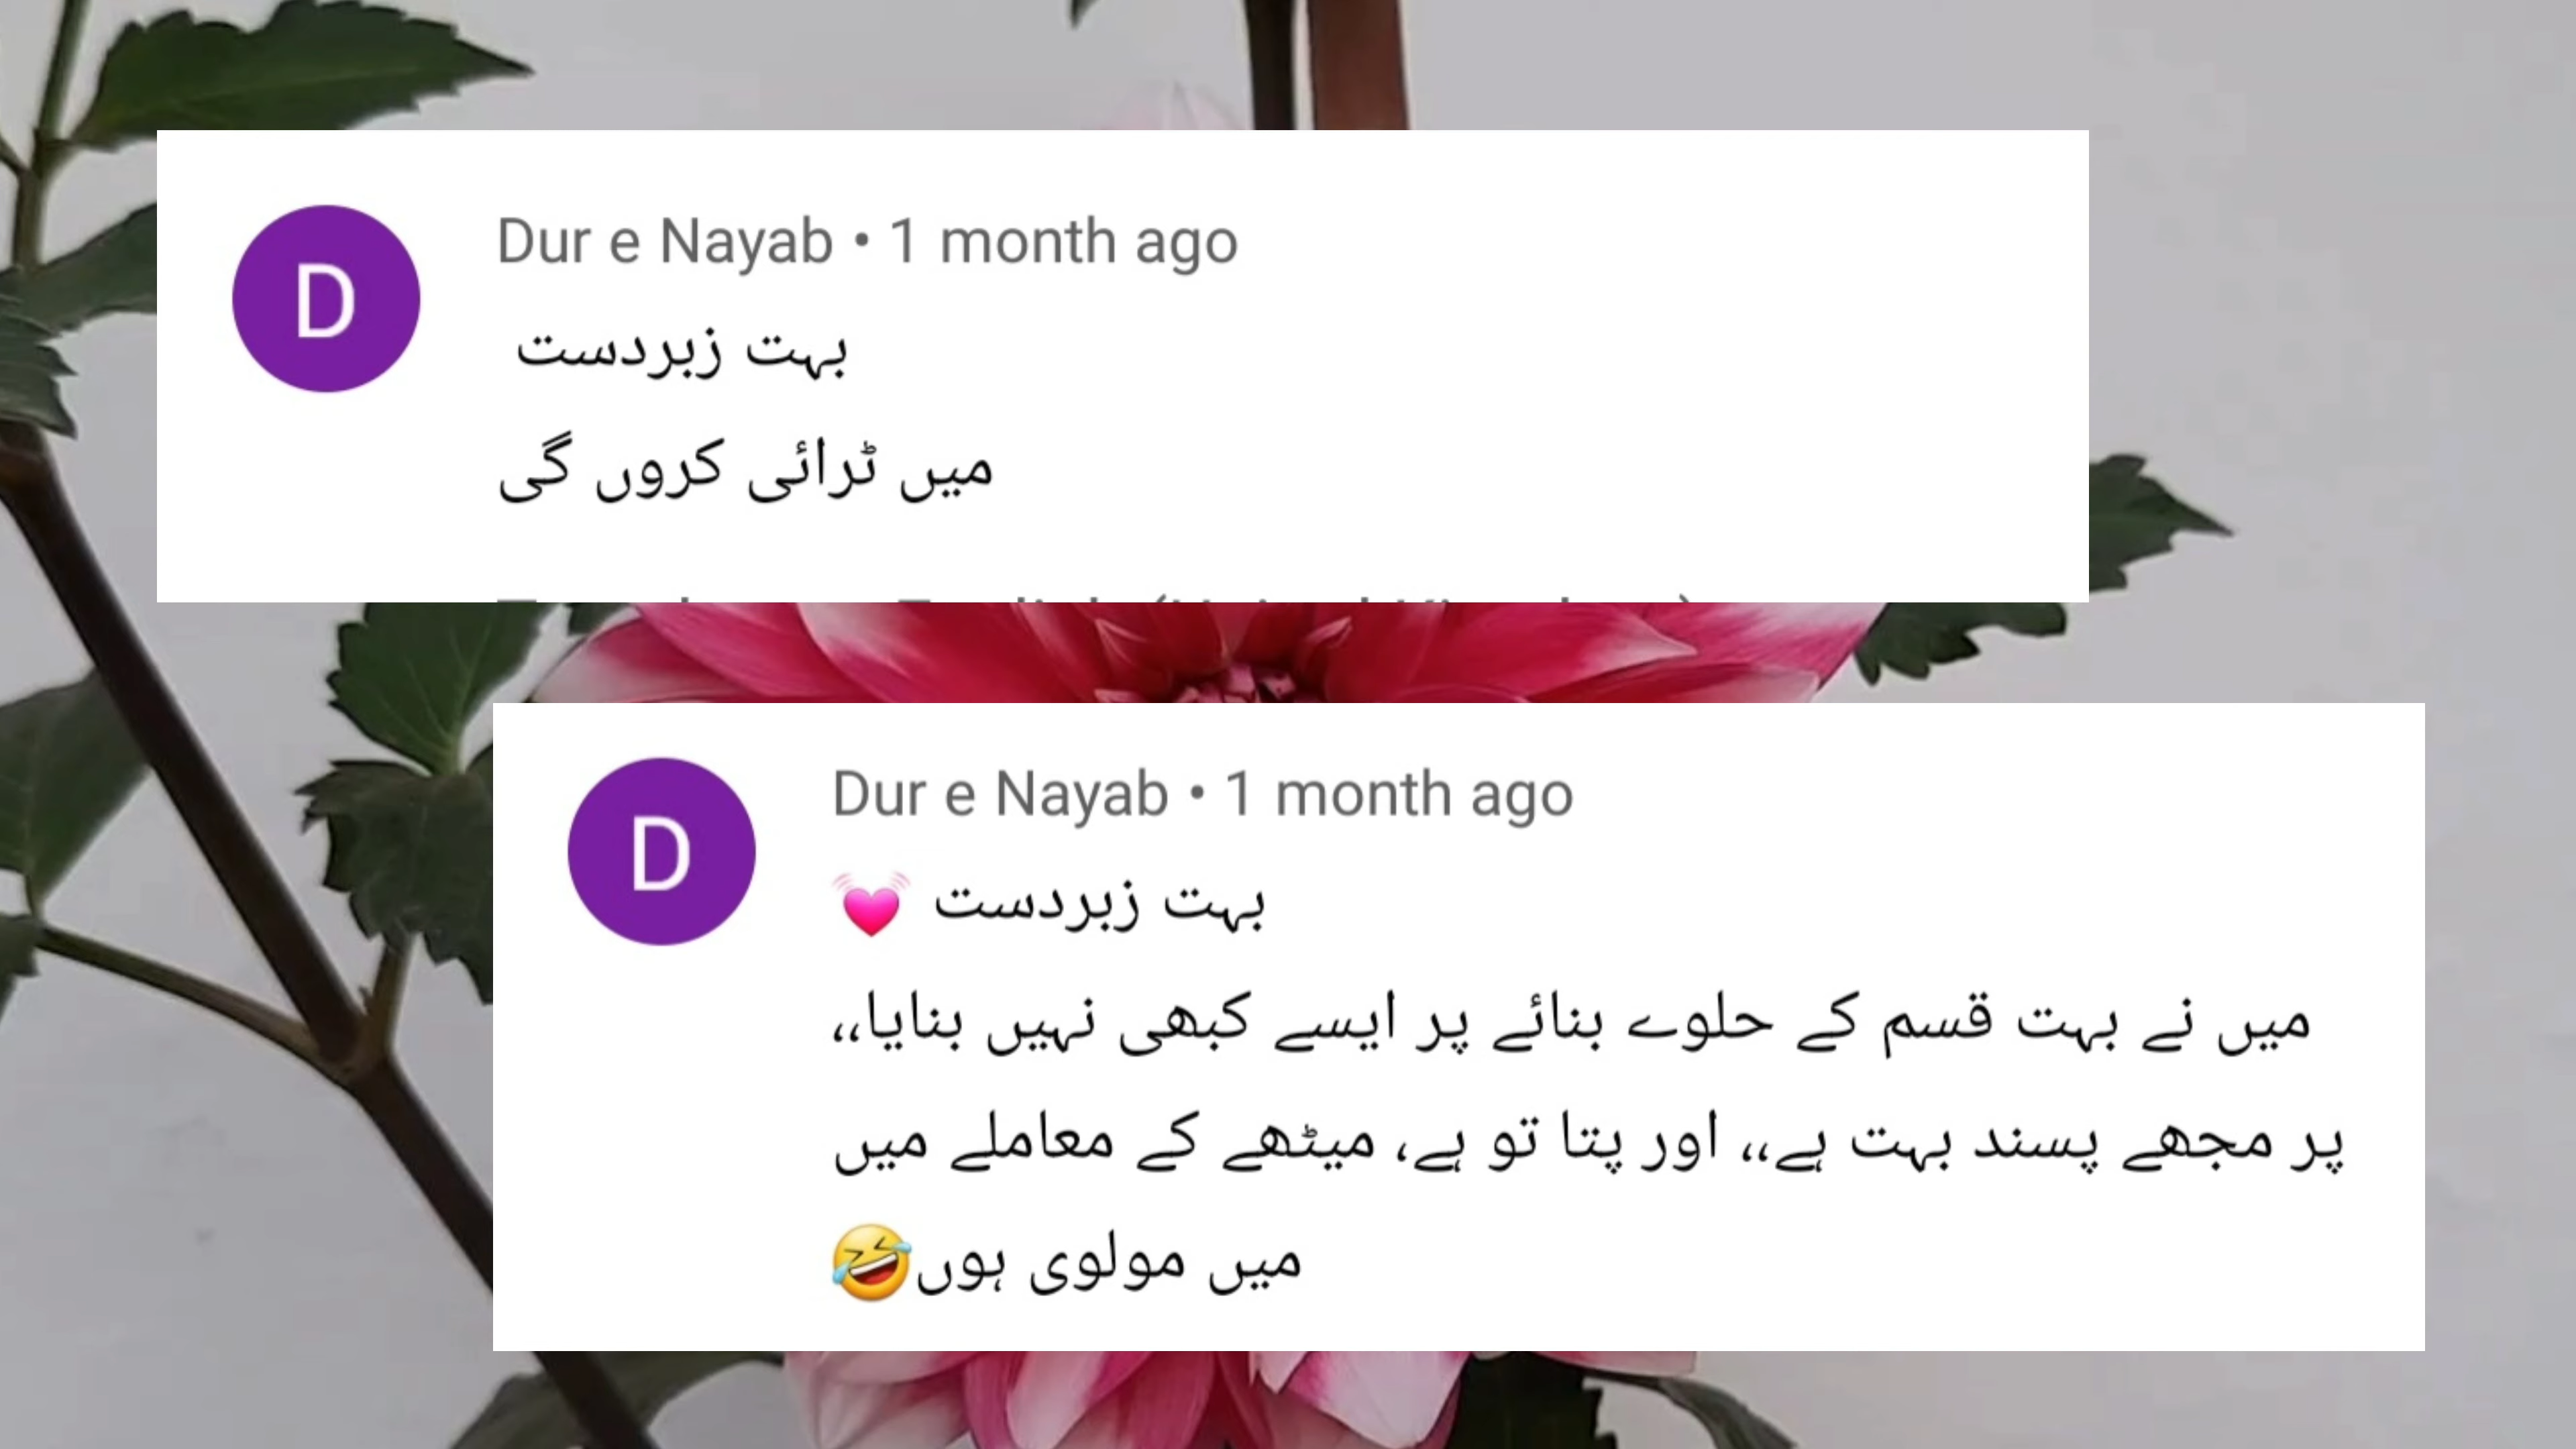 D
Dur e Nayab • 1 month ago
بہت زبردست
میں ٹرائی کروں گی
D
Dur e Nayab • 1 month ago
بہت زبردست 💓
میں نے بہت قسم کے حلوے بنائے پر ایسے کبھی نہیں بنایا،،
پر مجھے پسند بہت ہے،، اور پتا تو ہے، میٹھے کے معاملے میں
میں مولوی ہوں🤣